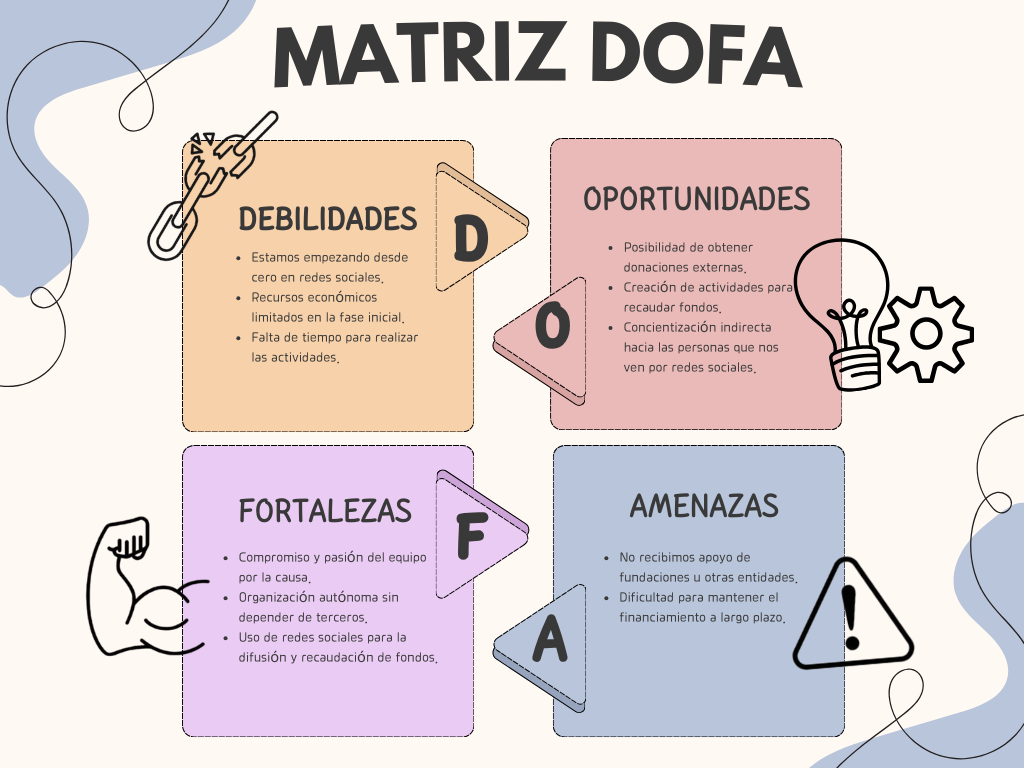 MATRIZ DOFA
DEBILIDADES
• Estamos empezando desde
cero en redes sociales.
• Recursos económicos
limitados en la fase inicial.
• Falta de tiempo para realizar
las actividades.
D
OPORTUNIDADES
• Posibilidad de obtener
donaciones externas.
• Creación de actividades para
recaudar fondos.
• Concientización indirecta
hacia las personas que nos
ven por redes sociales.
O
FORTALEZAS
• Compromiso y pasión del equipo
por la causa.
• Organización autónoma sin
depender de terceros.
• Uso de redes sociales para la
difusión y recaudación de fondos.
F
AMENAZAS
• No recibimos apoyo de
fundaciones u otras entidades.
• Dificultad para mantener el
financiamiento a largo plazo.
A
!